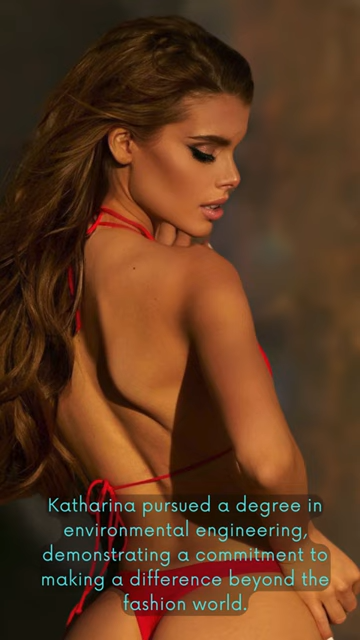 Katharina pursued a degree in
environmental engineering,
demonstrating a commitment to
making a difference beyond the
fashion world.